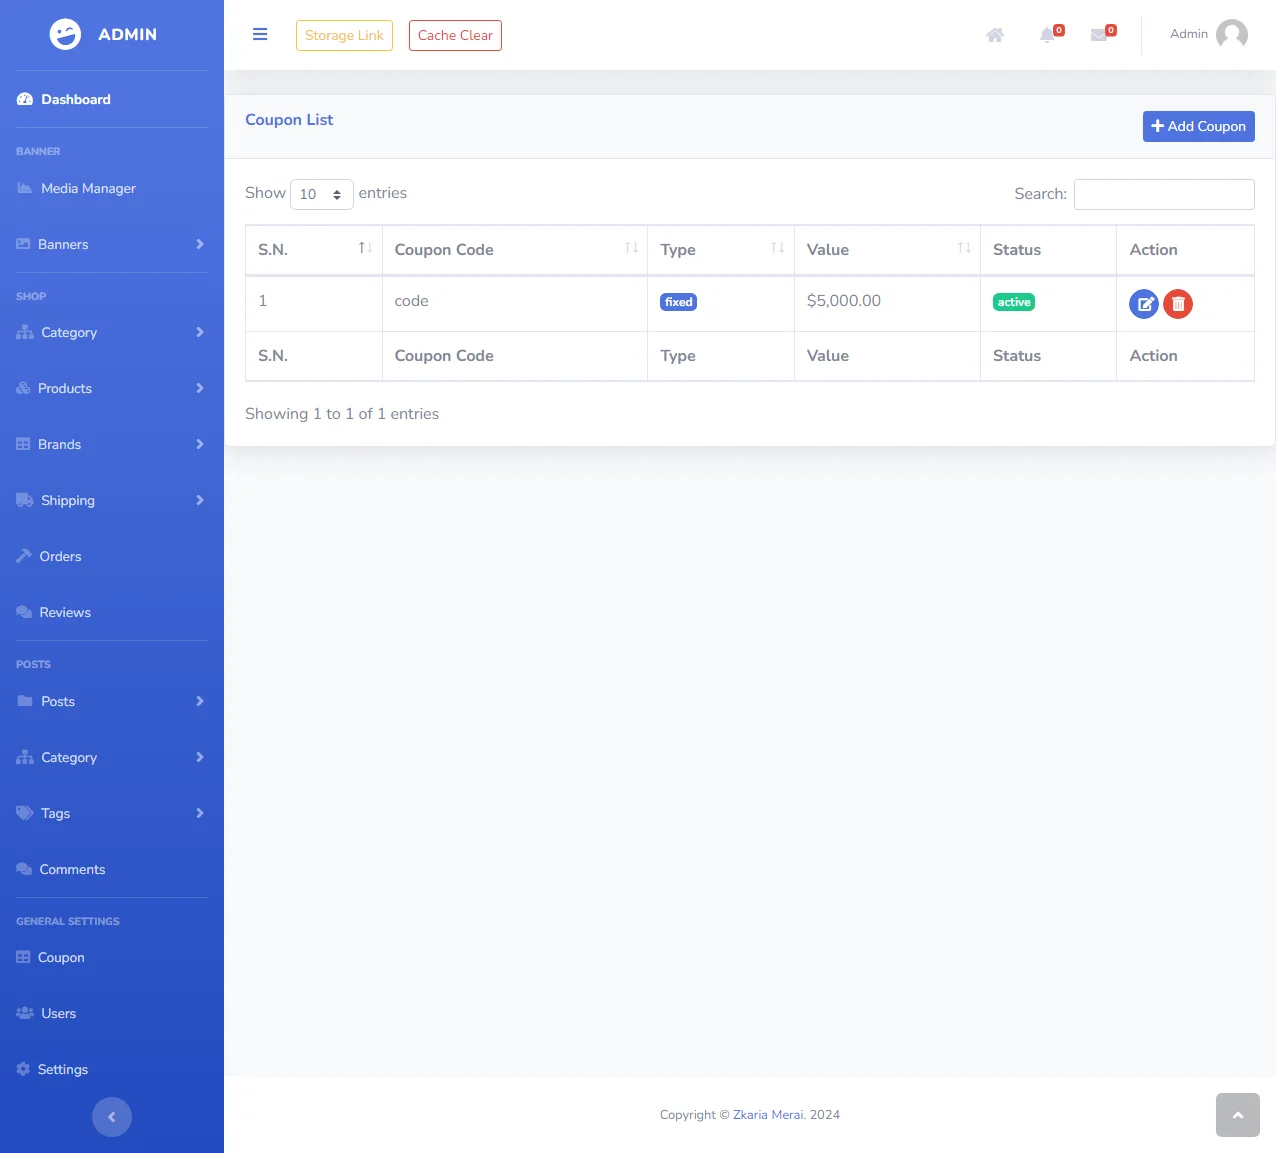 ADMIN
Storage Link
Cache Clear
0
0
Admin
Dashboard
BANNER
Media Manager
Banners
SHOP
Category
Products
Brands
Shipping
Orders
Reviews
POSTS
Posts
Category
Tags
Comments
GENERAL SETTINGS
Coupon
Users
Settings
Coupon List
Add Coupon
Show 10 entries
Search:
S.N. Coupon Code Type Value Status Action
1 code fixed $5,000.00 active
S.N. Coupon Code Type Value Status Action
Showing 1 to 1 of 1 entries
Copyright © Zkaria Merai. 2024